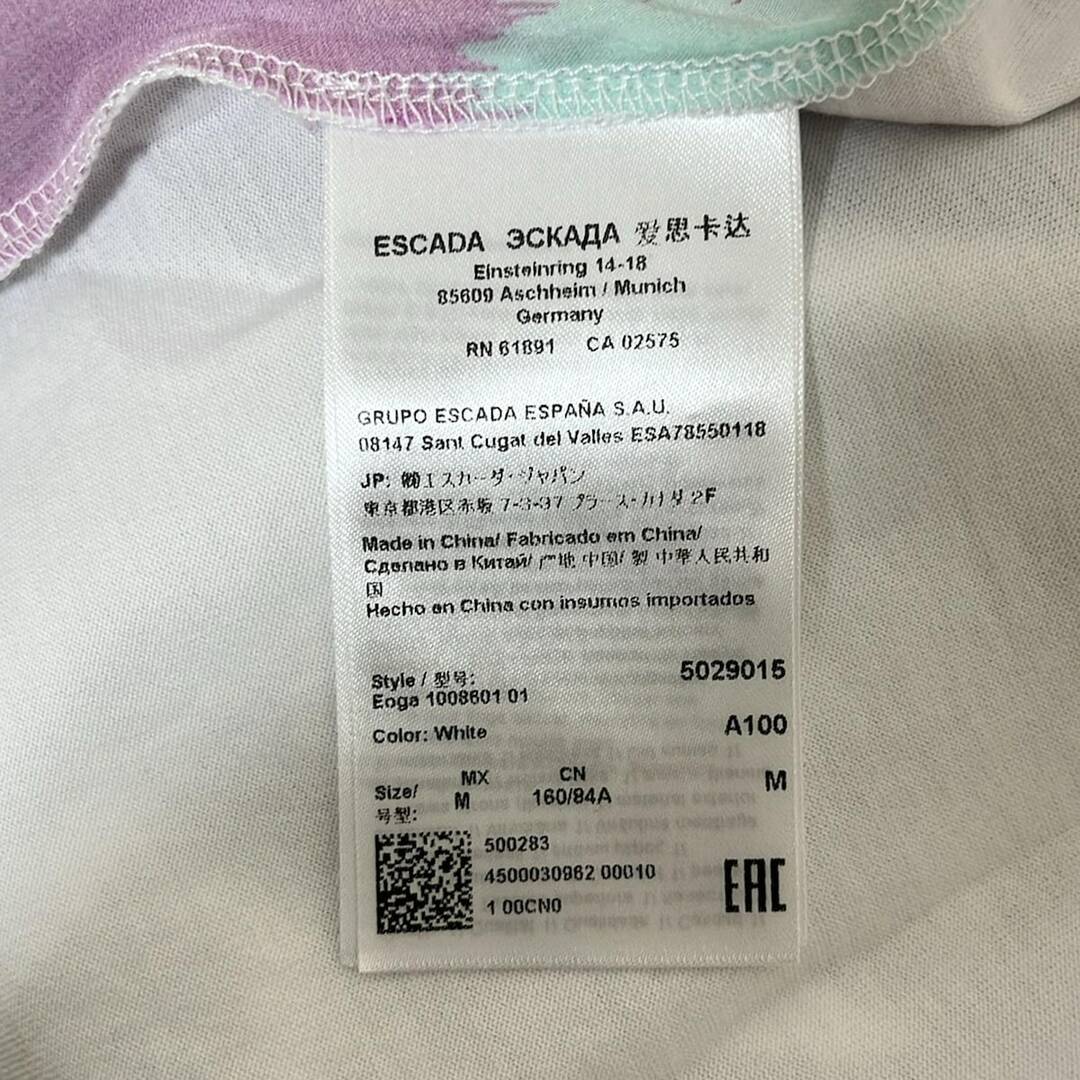 ESCADA ЭСКАДА 爱思卡达
Einsteinring 14-18
85609 Aschheim / Munich
Germany
RN 61891 CA 02575
GRUPO ESCADA ESPAÑA S.A.U.
08147 Sant Cugat del Valles ESA78550118
JP: ㈱エスカーダ・ジャパン
東京都港区赤坂 7-3-37 プラース・カナダ 2F
Made in China/ Fabricado em China/
Сделано в Китай/ 产地 中国/ 製 中華人民共和
国
Hecho en China con insumos importados
Style / 型号: 5029015
Eoga 1008601 01
Color: White A100
MX CN
Size/ M 160/84A M
号型:
500283
4500030962 00010
1 00CN0
EAC